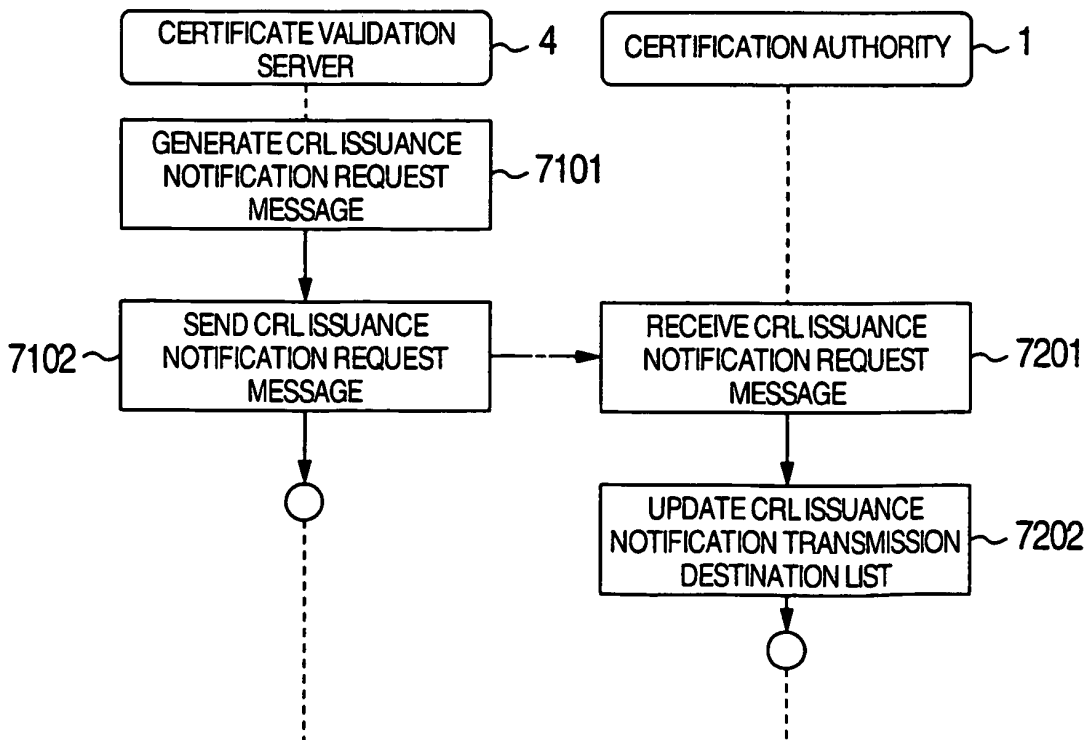 CERTIFICATE VALIDATION
SERVER
4
CERTIFICATION AUTHORITY
1
GENERATE CRL ISSUANCE
NOTIFICATION REQUEST
MESSAGE
7101
SEND CRL ISSUANCE
NOTIFICATION REQUEST
MESSAGE
7102
RECEIVE CRL ISSUANCE
NOTIFICATION REQUEST
MESSAGE
7201
UPDATE CRL ISSUANCE
NOTIFICATION TRANSMISSION
DESTINATION LIST
7202